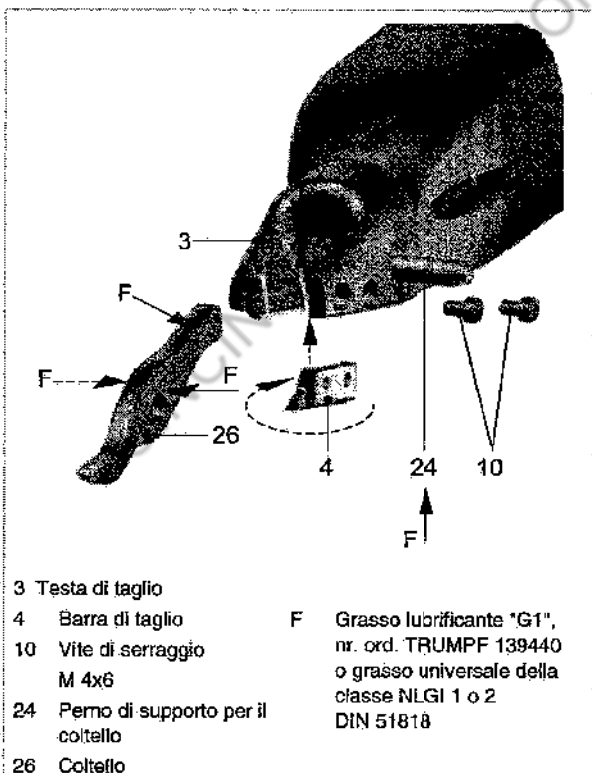 3
F
F
F
26
4
24
10
F
3 Testa di taglio
4 Barra di taglio
10 Vite di serraggio
M 4x6
24 Perno di supporto per il
coltello
26 Coltello
F Grasso lubrificante "G1",
nr. ord. TRUMPF 139440
o grasso universale della
classe NLGI 1 o 2
DIN 51818